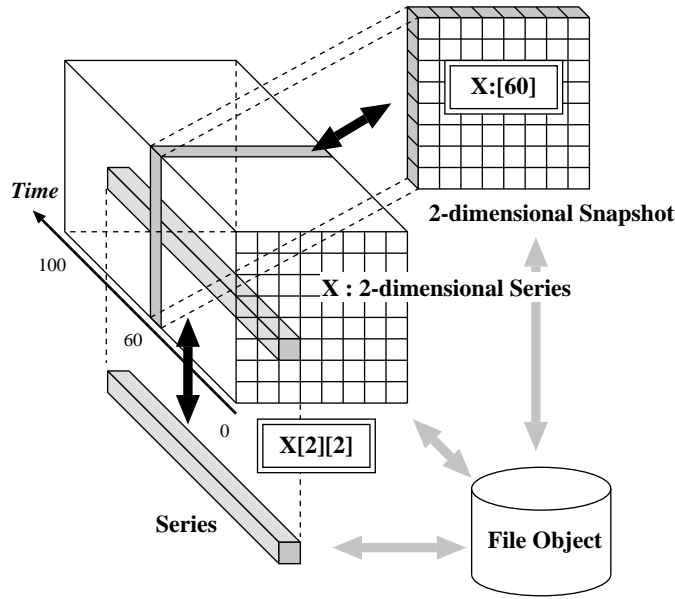 X:[60]
Time
2-dimensional Snapshot
100
X : 2-dimensional Series
60
0
X[2][2]
Series
File Object